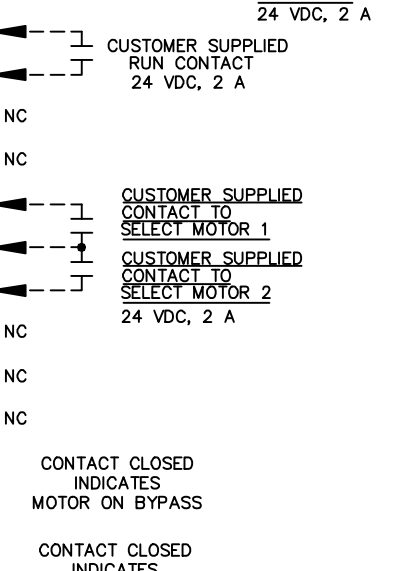 24 VDC, 2 A
CUSTOMER SUPPLIED
RUN CONTACT
24 VDC, 2 A
NC
NC
CUSTOMER SUPPLIED
CONTACT TO
SELECT MOTOR 1
CUSTOMER SUPPLIED
CONTACT TO
SELECT MOTOR 2
24 VDC, 2 A
NC
NC
NC
CONTACT CLOSED
INDICATES
MOTOR ON BYPASS
CONTACT CLOSED
INDICATES